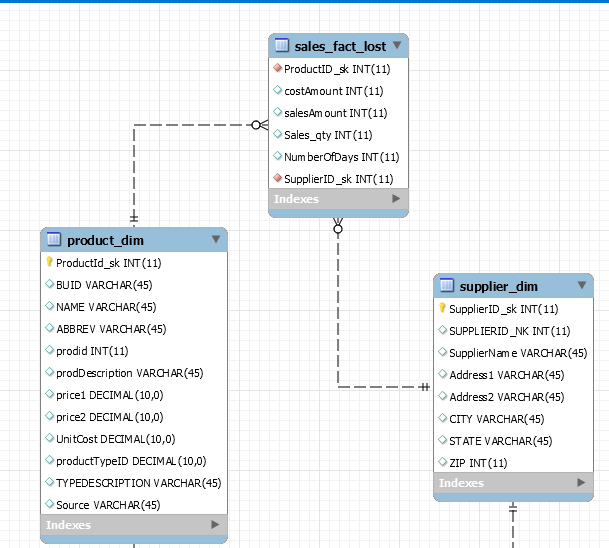 sales_fact_lost
ProductID_sk INT(11)
costAmount INT(11)
salesAmount INT(11)
Sales_qty INT(11)
NumberOfDays INT(11)
SupplierID_sk INT(11)
Indexes
product_dim
ProductId_sk INT(11)
BUID VARCHAR(45)
NAME VARCHAR(45)
ABBREV VARCHAR(45)
prodid INT(11)
prodDescription VARCHAR(45)
price1 DECIMAL(10,0)
price2 DECIMAL(10,0)
UnitCost DECIMAL(10,0)
productTypeID DECIMAL(10,0)
TYPEDESCRIPTION VARCHAR(45)
Source VARCHAR(45)
Indexes
supplier_dim
SupplierID_sk INT(11)
SUPPLIERID_NK INT(11)
SupplierName VARCHAR(45)
Address1 VARCHAR(45)
Address2 VARCHAR(45)
CITY VARCHAR(45)
STATE VARCHAR(45)
ZIP INT(11)
Indexes